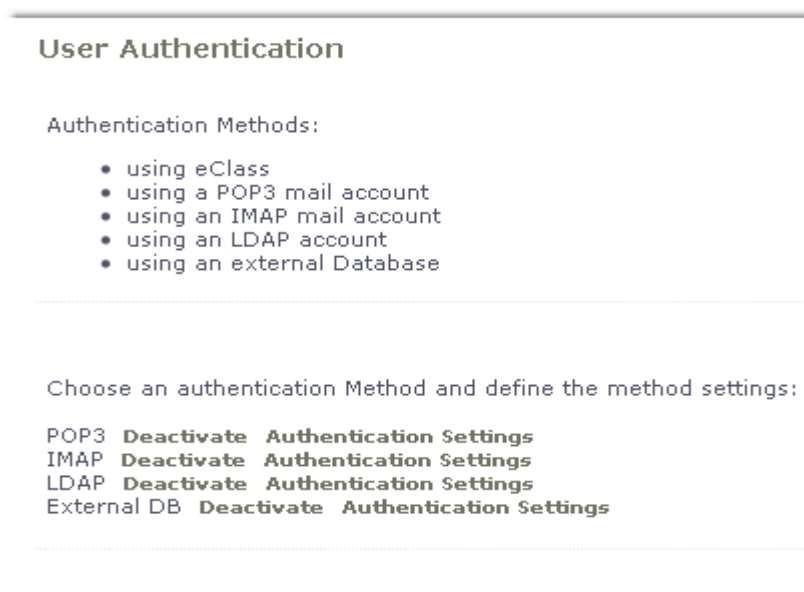 User Authentication
Authentication Methods:
using eClass
using a POP3 mail account
using an IMAP mail account
using an LDAP account
using an external Database
Choose an authentication Method and define the method settings:
POP3 Deactivate Authentication Settings
IMAP Deactivate Authentication Settings
LDAP Deactivate Authentication Settings
External DB Deactivate Authentication Settings